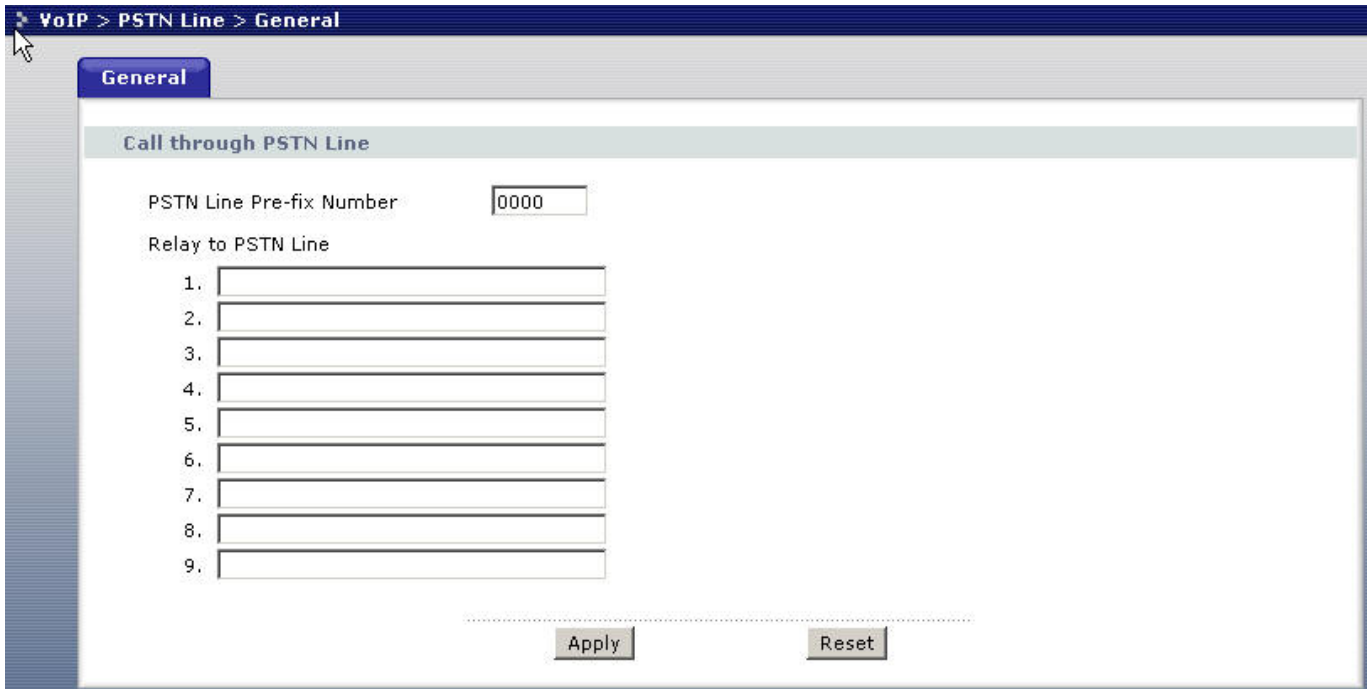 VoIP > PSTN Line > General
General
Call through PSTN Line
PSTN Line Pre-fix Number 0000
Relay to PSTN Line
1.
2.
3.
4.
5.
6.
7.
8.
9.
Apply Reset